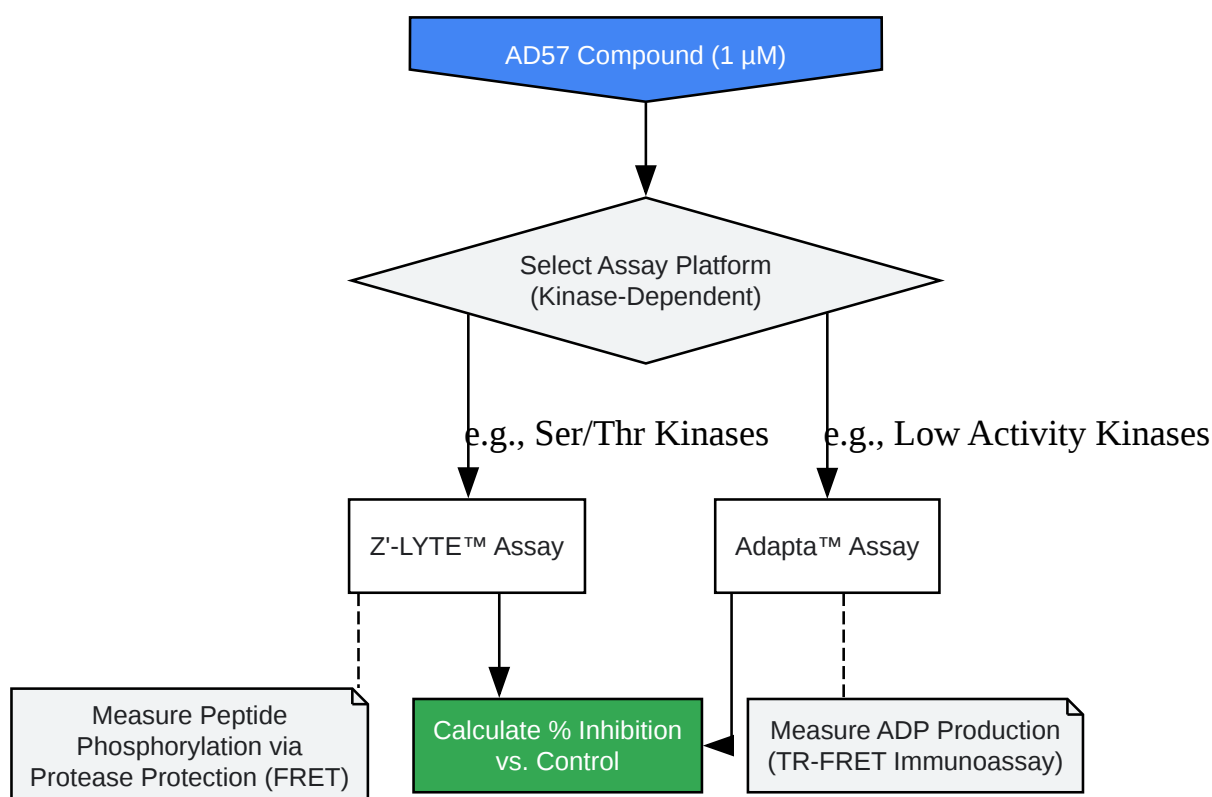 AD57 Compound (1 µM)
Select Assay Platform
(Kinase-Dependent)
e.g., Ser/Thr Kinases
e.g., Low Activity Kinases
Z'-LYTE™ Assay
Adapta™ Assay
Measure Peptide
Phosphorylation via
Protease Protection (FRET)
Calculate % Inhibition
vs. Control
Measure ADP Production
(TR-FRET Immunoassay)